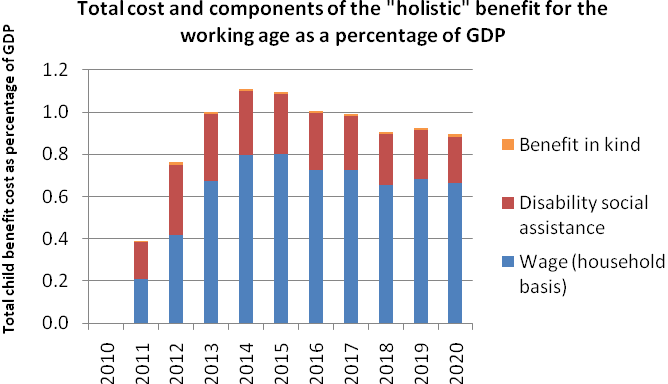 Total cost and components of the "holistic" benefit for the
working age as a percentage of GDP
Total child benefit cost as percentage of GDP
1.2
1.0
0.8
0.6
0.4
0.2
0.0
2010 2011 2012 2013 2014 2015 2016 2017 2018 2019 2020
Benefit in kind
Disability social
assistance
Wage (household
basis)